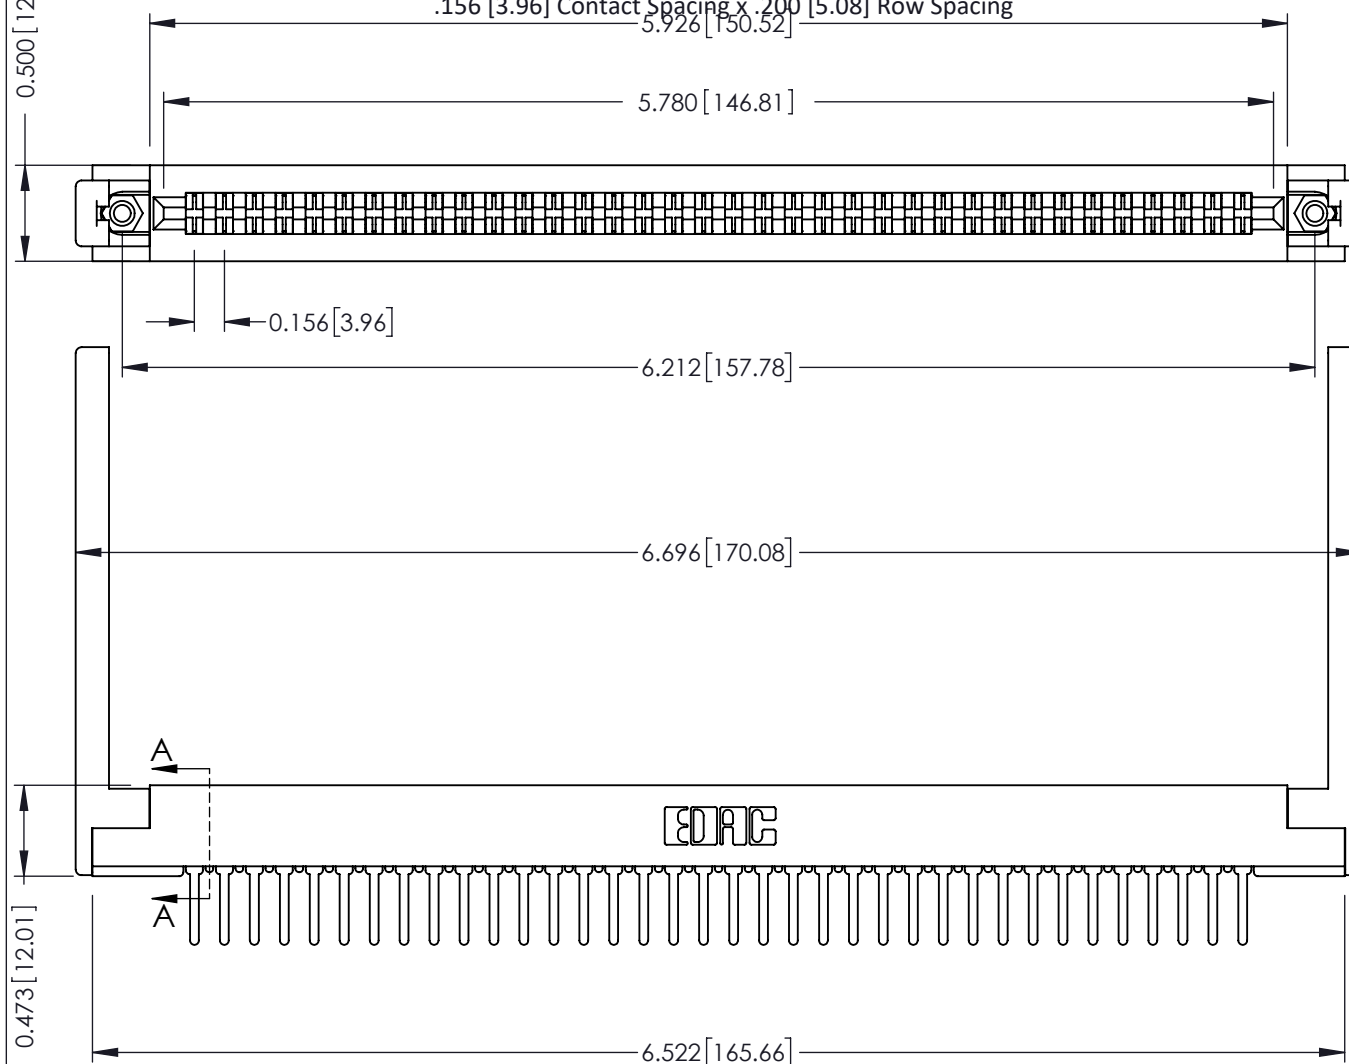 .156 [3.96] Contact Spacing x .200 [5.08] Row Spacing
5.926[150.52]
0.500[12
5.780[146.81]
0.156[3.96]
6.212[157.78]
6.696[170.08]
A
EDAC
A
0.473[12.01]
6.522[165.66]